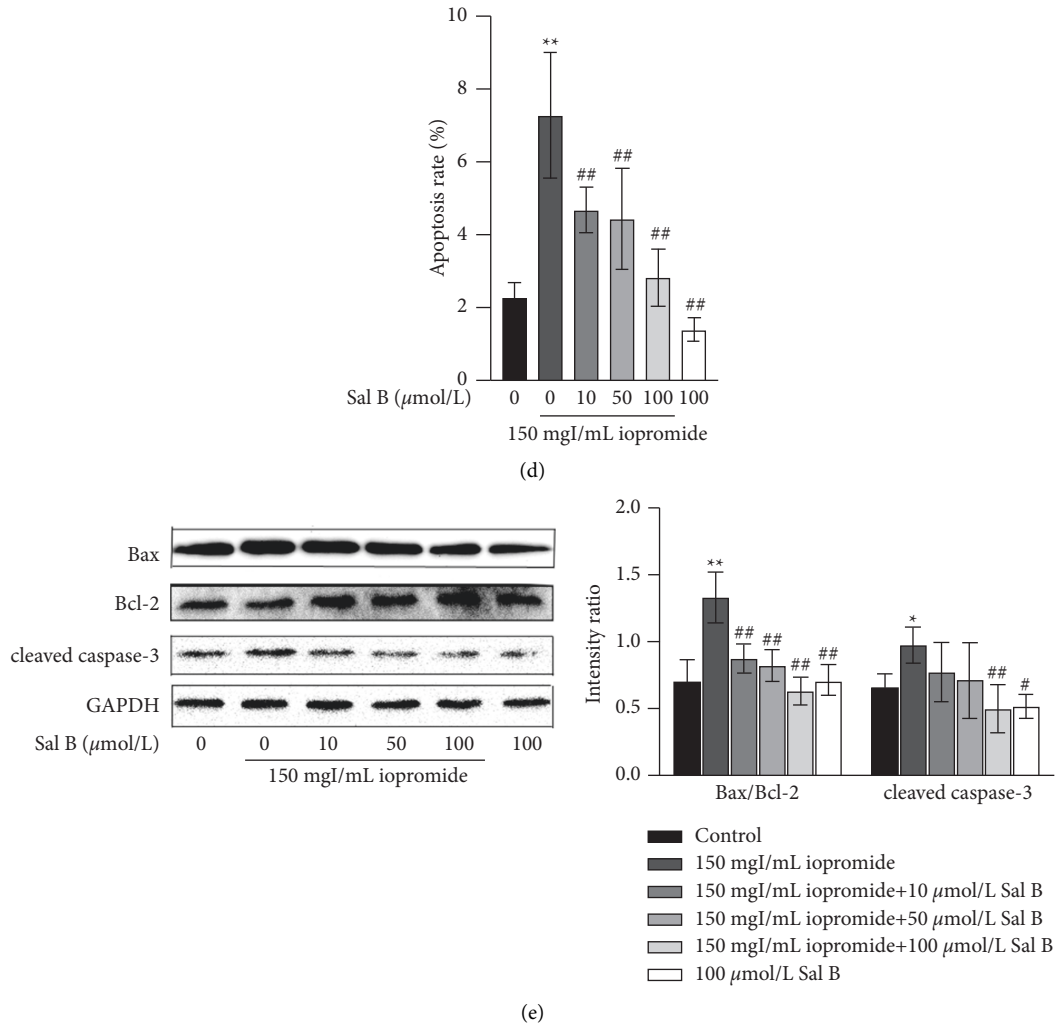 10
8
6
4
2
0
Apoptosis rate (%)
**
##
##
##
##
Sal B (μmol/L) 0 0 10 50 100 100
150 mgI/mL iopromide
(d)
Bax
Bcl-2
cleaved caspase-3
GAPDH
Sal B (μmol/L) 0 0 10 50 100 100
150 mgI/mL iopromide
2.0
1.5
1.0
0.5
0.0
Intensity ratio
**
##
##
##
##
*
##
#
Bax/Bcl-2 cleaved caspase-3
Control
150 mgI/mL iopromide
150 mgI/mL iopromide+10 μmol/L Sal B
150 mgI/mL iopromide+50 μmol/L Sal B
150 mgI/mL iopromide+100 μmol/L Sal B
100 μmol/L Sal B
(e)